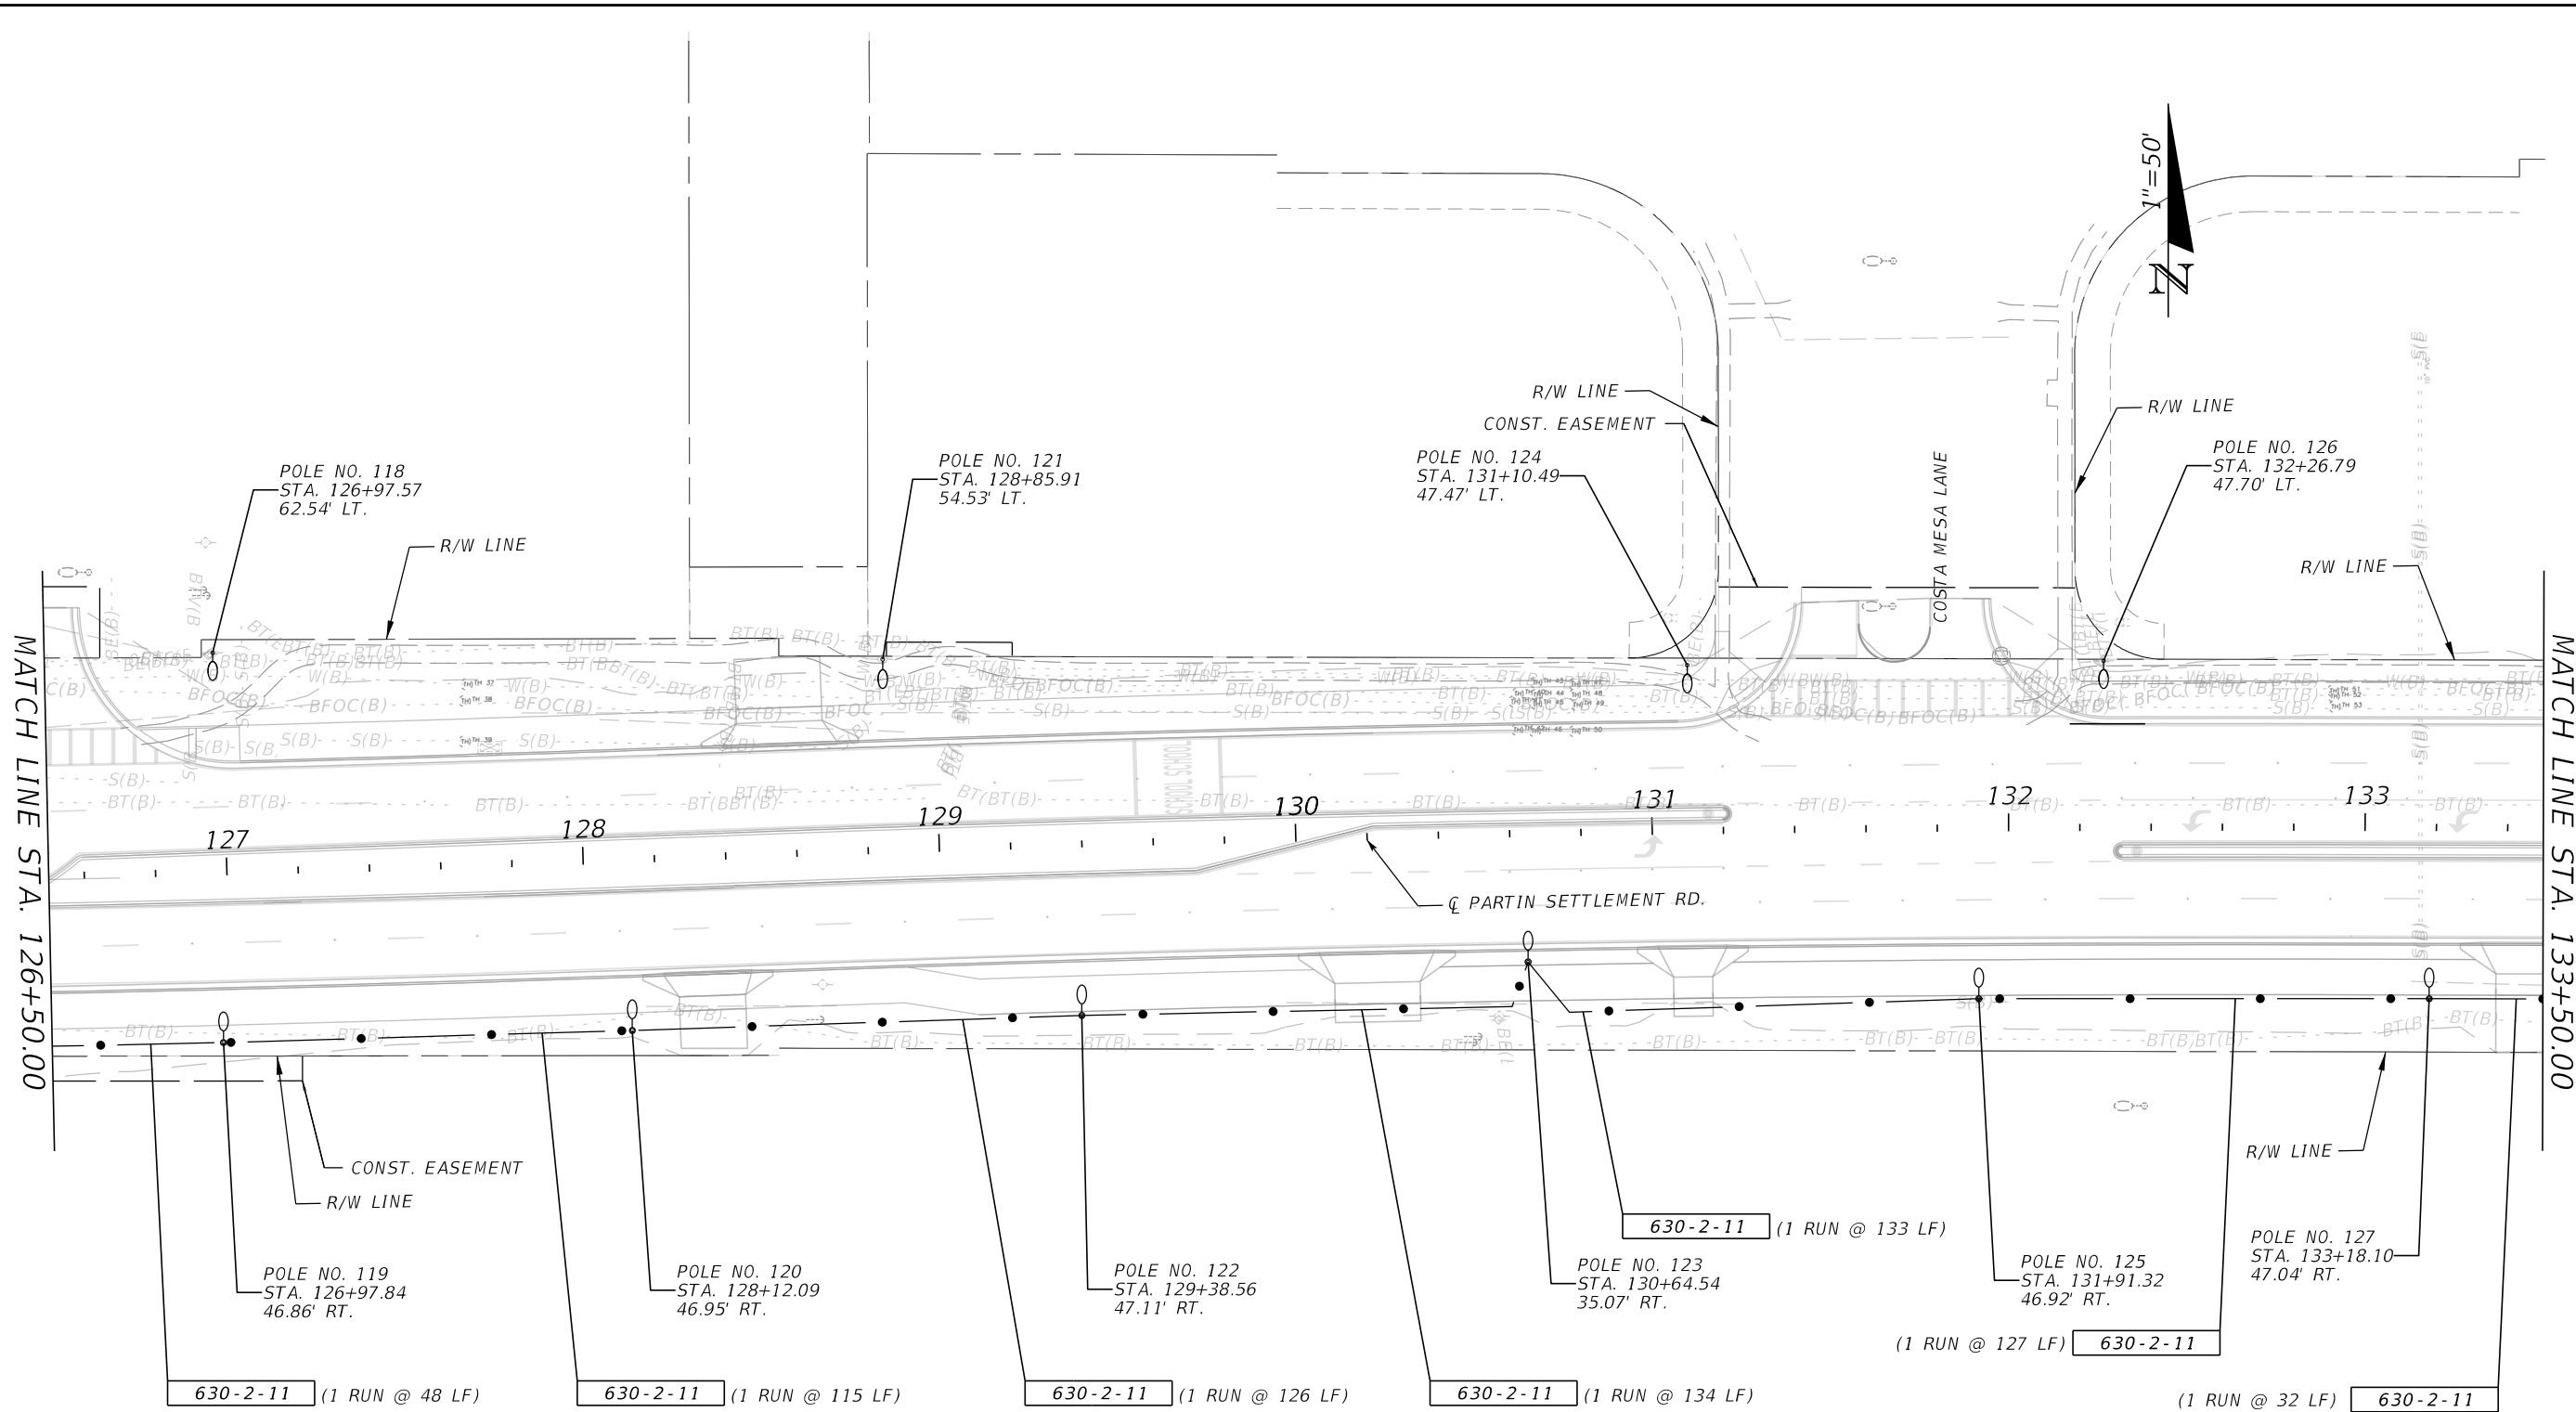 1"=50'
N
R/W LINE
CONST. EASEMENT
POLE NO. 124
STA. 131+10.49
47.47' LT.
R/W LINE
POLE NO. 126
STA. 132+26.79
47.70' LT.
POLE NO. 118
STA. 126+97.57
62.54' LT.
POLE NO. 121
STA. 128+85.91
54.53' LT.
R/W LINE
COSTA MESA LANE
R/W LINE
MATCH LINE STA. 126+50.00
MATCH LINE STA. 133+50.00
BT(B)
W(B)
BFOC(B)
S(B)
TH 37
TH 38
TH 39
SCHOOL
127
128
129
130
131
132
133
℄ PARTIN SETTLEMENT RD.
CONST. EASEMENT
R/W LINE
R/W LINE
630-2-11 (1 RUN @ 133 LF)
POLE NO. 119
STA. 126+97.84
46.86' RT.
POLE NO. 120
STA. 128+12.09
46.95' RT.
POLE NO. 122
STA. 129+38.56
47.11' RT.
POLE NO. 123
STA. 130+64.54
35.07' RT.
POLE NO. 125
STA. 131+91.32
46.92' RT.
POLE NO. 127
STA. 133+18.10
47.04' RT.
(1 RUN @ 127 LF) 630-2-11
630-2-11 (1 RUN @ 48 LF)
630-2-11 (1 RUN @ 115 LF)
630-2-11 (1 RUN @ 126 LF)
630-2-11 (1 RUN @ 134 LF)
(1 RUN @ 32 LF) 630-2-11